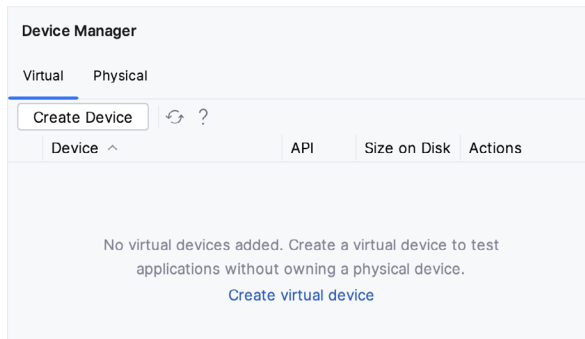 Device Manager
Virtual Physical
Create Device ?
Device API Size on Disk Actions
No virtual devices added. Create a virtual device to test
applications without owning a physical device.
Create virtual device